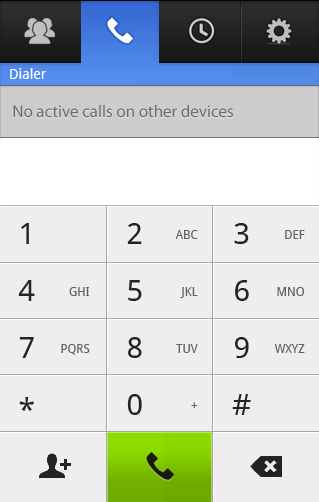 Dialer
No active calls on other devices
1 2 ABC 3 DEF
4 GHI 5 JKL 6 MNO
7 PQRS 8 TUV 9 WXYZ
* 0 + #